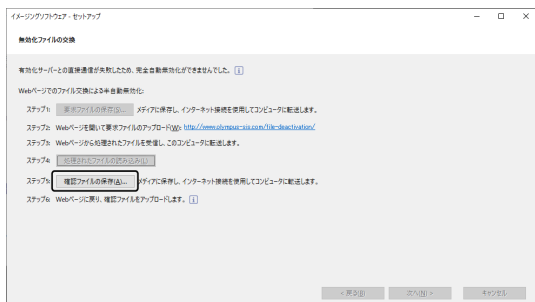 イメージングソフトウェア - セットアップ
無効化ファイルの交換
有効化サーバーとの直接通信が失敗したため、完全自動無効化ができませんでした。 i
Webページでのファイル交換による半自動無効化:
ステップ1: 要求ファイルの保存(S)... メディアに保存し、インターネット接続を使用してコンピュータに転送します。
ステップ2: Webページを開いて要求ファイルのアップロード(W): http://www.olympus-sis.com/file-deactivation/
ステップ3: Webページから処理されたファイルを受信し、このコンピュータに転送します。
ステップ4: 処理されたファイルの読み込み(L)
ステップ5: 確認ファイルの保存(A)... メディアに保存し、インターネット接続を使用してコンピュータに転送します。
ステップ6: Webページに戻り、確認ファイルをアップロードします。 i
< 戻る(B) 次へ(N) > キャンセル